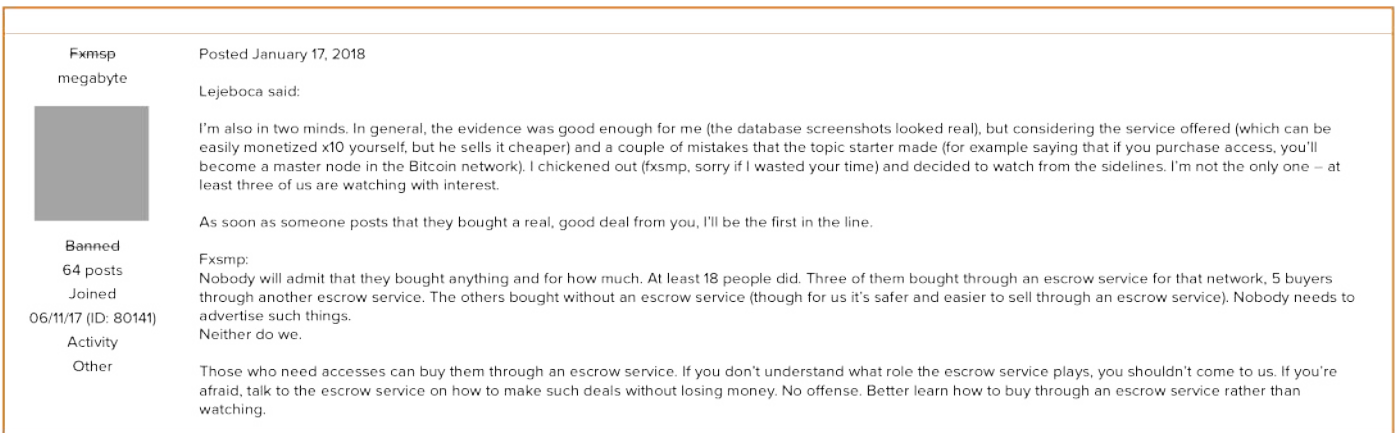 Fxmsp
megabyte
Banned
64 posts
Joined
06/11/17 (ID: 80141)
Activity
Other
Posted January 17, 2018
Lejeboca said:
I'm also in two minds. In general, the evidence was good enough for me (the database screenshots looked real), but considering the service offered (which can be
easily monetized x10 yourself, but he sells it cheaper) and a couple of mistakes that the topic starter made (for example saying that if you purchase access, you'll
become a master node in the Bitcoin network). I chickened out (fxsmp, sorry if I wasted your time) and decided to watch from the sidelines. I'm not the only one – at
least three of us are watching with interest.
As soon as someone posts that they bought a real, good deal from you, I'll be the first in the line.
Fxsmp:
Nobody will admit that they bought anything and for how much. At least 18 people did. Three of them bought through an escrow service for that network, 5 buyers
through another escrow service. The others bought without an escrow service (though for us it's safer and easier to sell through an escrow service). Nobody needs to
advertise such things.
Neither do we.
Those who need accesses can buy them through an escrow service. If you don't understand what role the escrow service plays, you shouldn't come to us. If you're
afraid, talk to the escrow service on how to make such deals without losing money. No offense. Better learn how to buy through an escrow service rather than
watching.